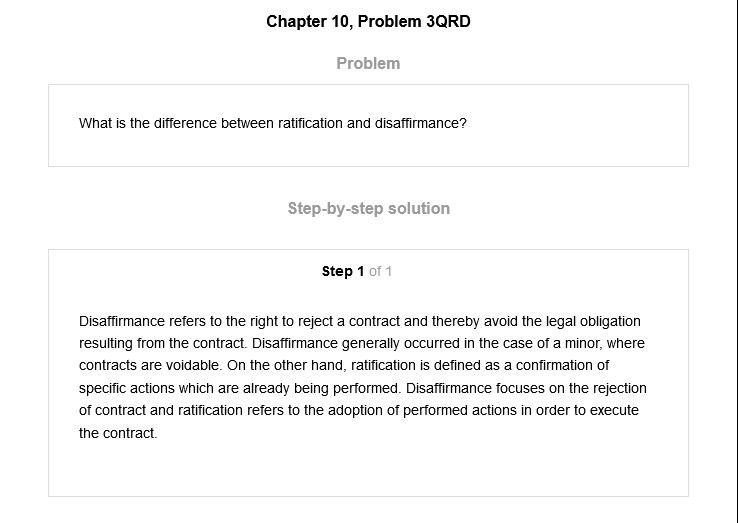 Chapter 10, Problem 3QRD
Problem
What is the difference between ratification and disaffirmance?
Step-by-step solution
Step 1 of 1
Disaffirmance refers to the right to reject a contract and thereby avoid the legal obligation
resulting from the contract. Disaffirmance generally occurred in the case of a minor, where
contracts are voidable. On the other hand, ratification is defined as a confirmation of
specific actions which are already being performed. Disaffirmance focuses on the rejection
of contract and ratification refers to the adoption of performed actions in order to execute
the contract.